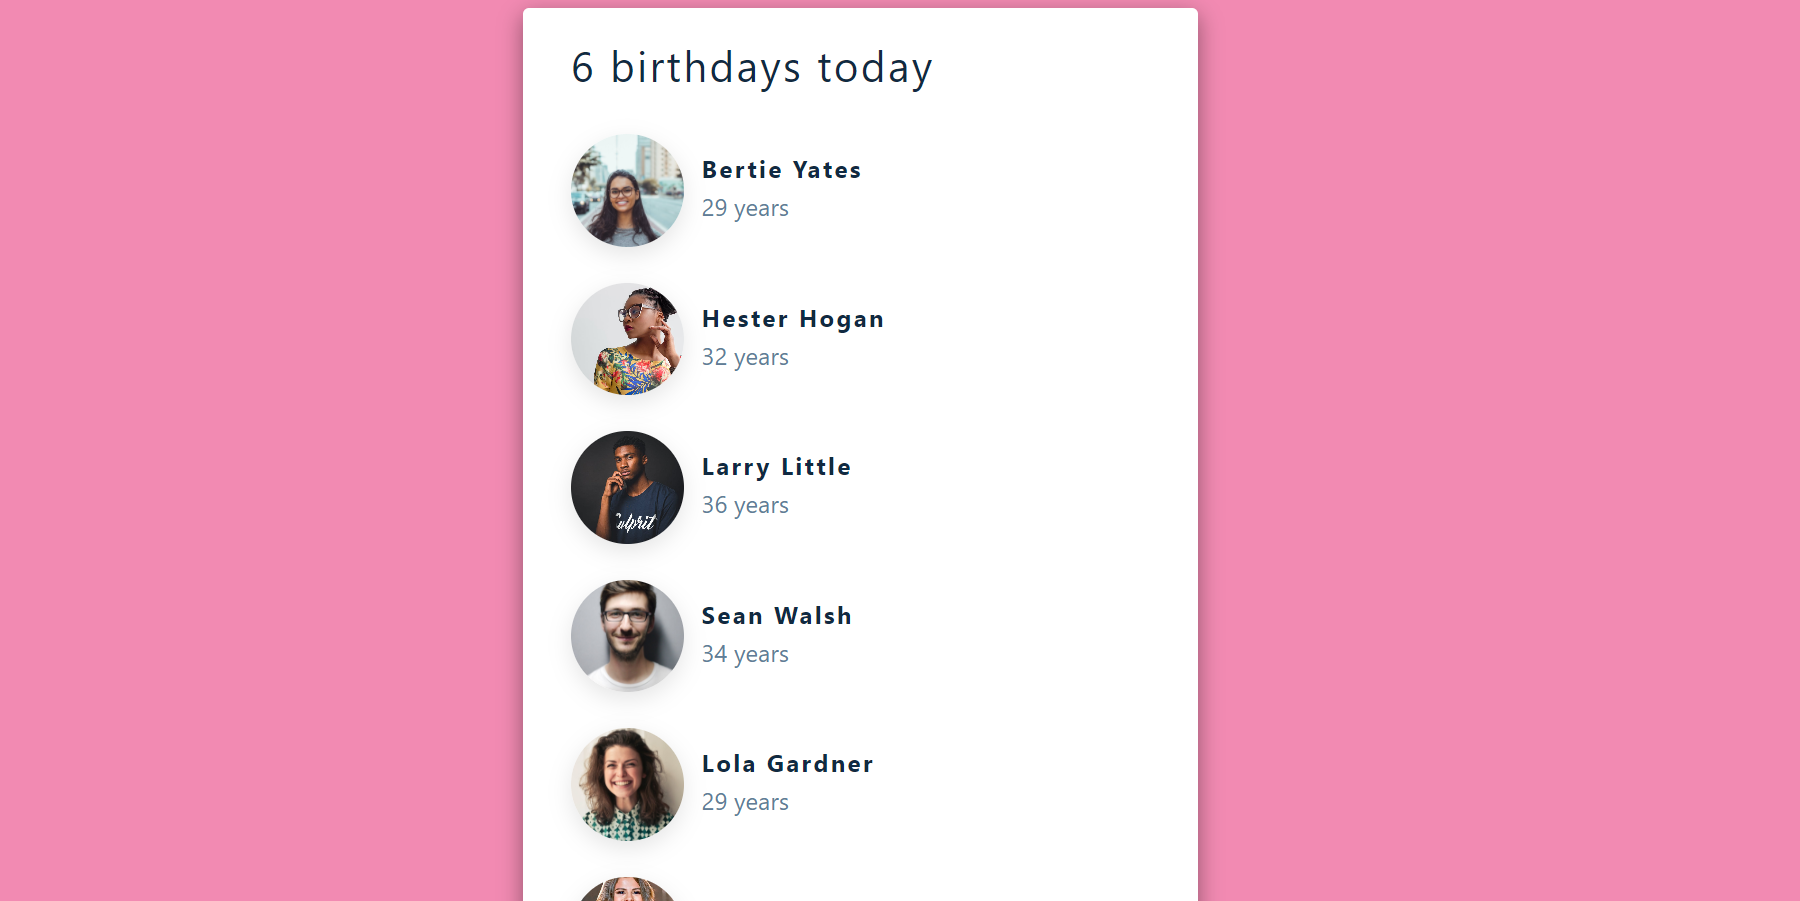 6 birthdays today
Bertie Yates
29 years
Hester Hogan
32 years
Larry Little
36 years
Sean Walsh
34 years
Lola Gardner
29 years